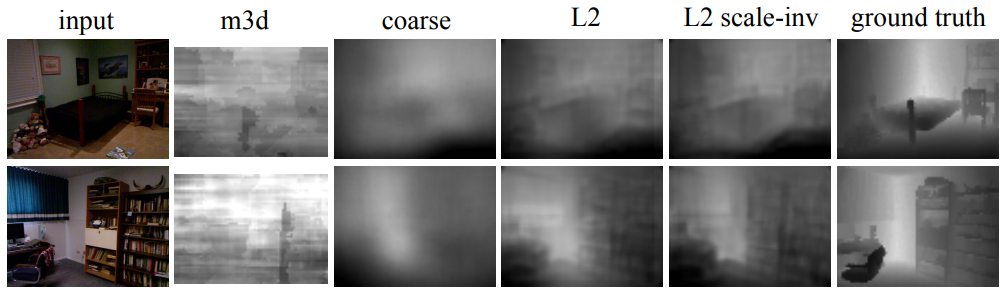 input m3d coarse L2 L2 scale-inv ground truth